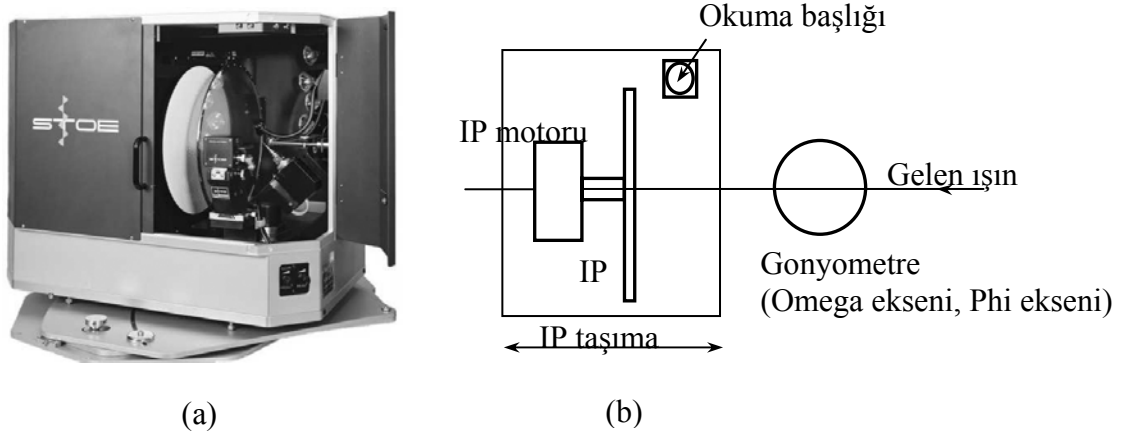 STOE
Okuma başlığı
IP motoru
Gelen ışın
IP
Gonyometre
(Omega ekseni, Phi ekseni)
IP taşıma
(a)
(b)